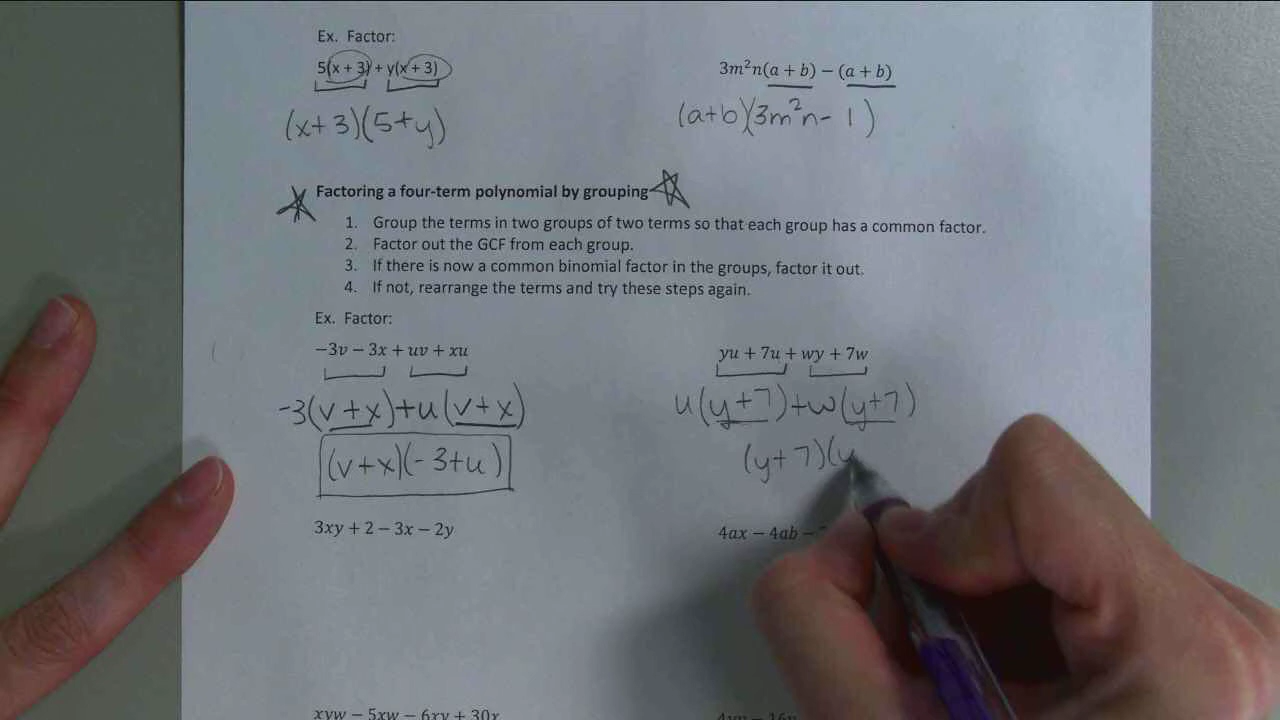 Ex. Factor:
5(x + 3) + y(x + 3)
3m²n(a + b) − (a + b)
(x+3)(5+y)
(a+b)(3m²n- 1)
Factoring a four-term polynomial by grouping
1. Group the terms in two groups of two terms so that each group has a common factor.
2. Factor out the GCF from each group.
3. If there is now a common binomial factor in the groups, factor it out.
4. If not, rearrange the terms and try these steps again.
Ex. Factor:
−3v − 3x + uv + xu
yu + 7u + wy + 7w
-3(v+x)+u(v+x)
u(y+7)+w(y+7)
(v+x)(-3+u)
(y+7)(u
3xy + 2 − 3x − 2y
4ax − 4ab −
xyw − 5xw − 6xy + 30x